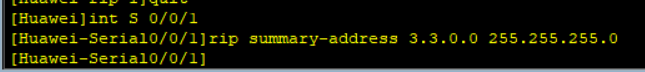 [Huawei-rip-1]quit
[Huawei]int S 0/0/1
[Huawei-Serial0/0/1]rip summary-address 3.3.0.0 255.255.255.0
[Huawei-Serial0/0/1]